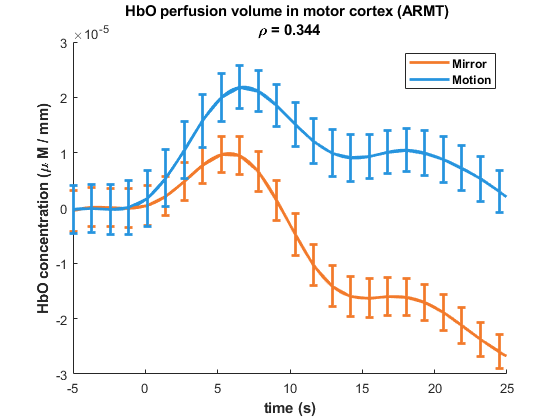 HbO perfusion volume in motor cortex (ARMT)
ρ = 0.344
×10-5
3
2
1
0
-1
-2
-3
-5
0
5
10
15
20
25
HbO concentration (μ M / mm)
time (s)
Mirror
Motion